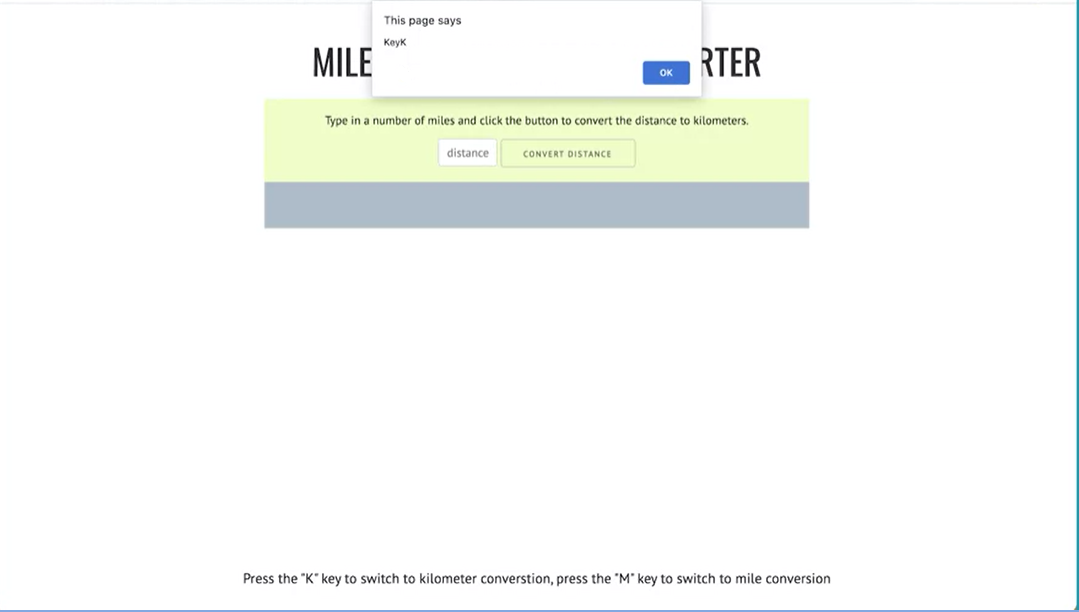 This page says
KeyK
OK
MILE RTER
Type in a number of miles and click the button to convert the distance to kilometers.
distance CONVERT DISTANCE
Press the "K" key to switch to kilometer converstion, press the "M" key to switch to mile conversion